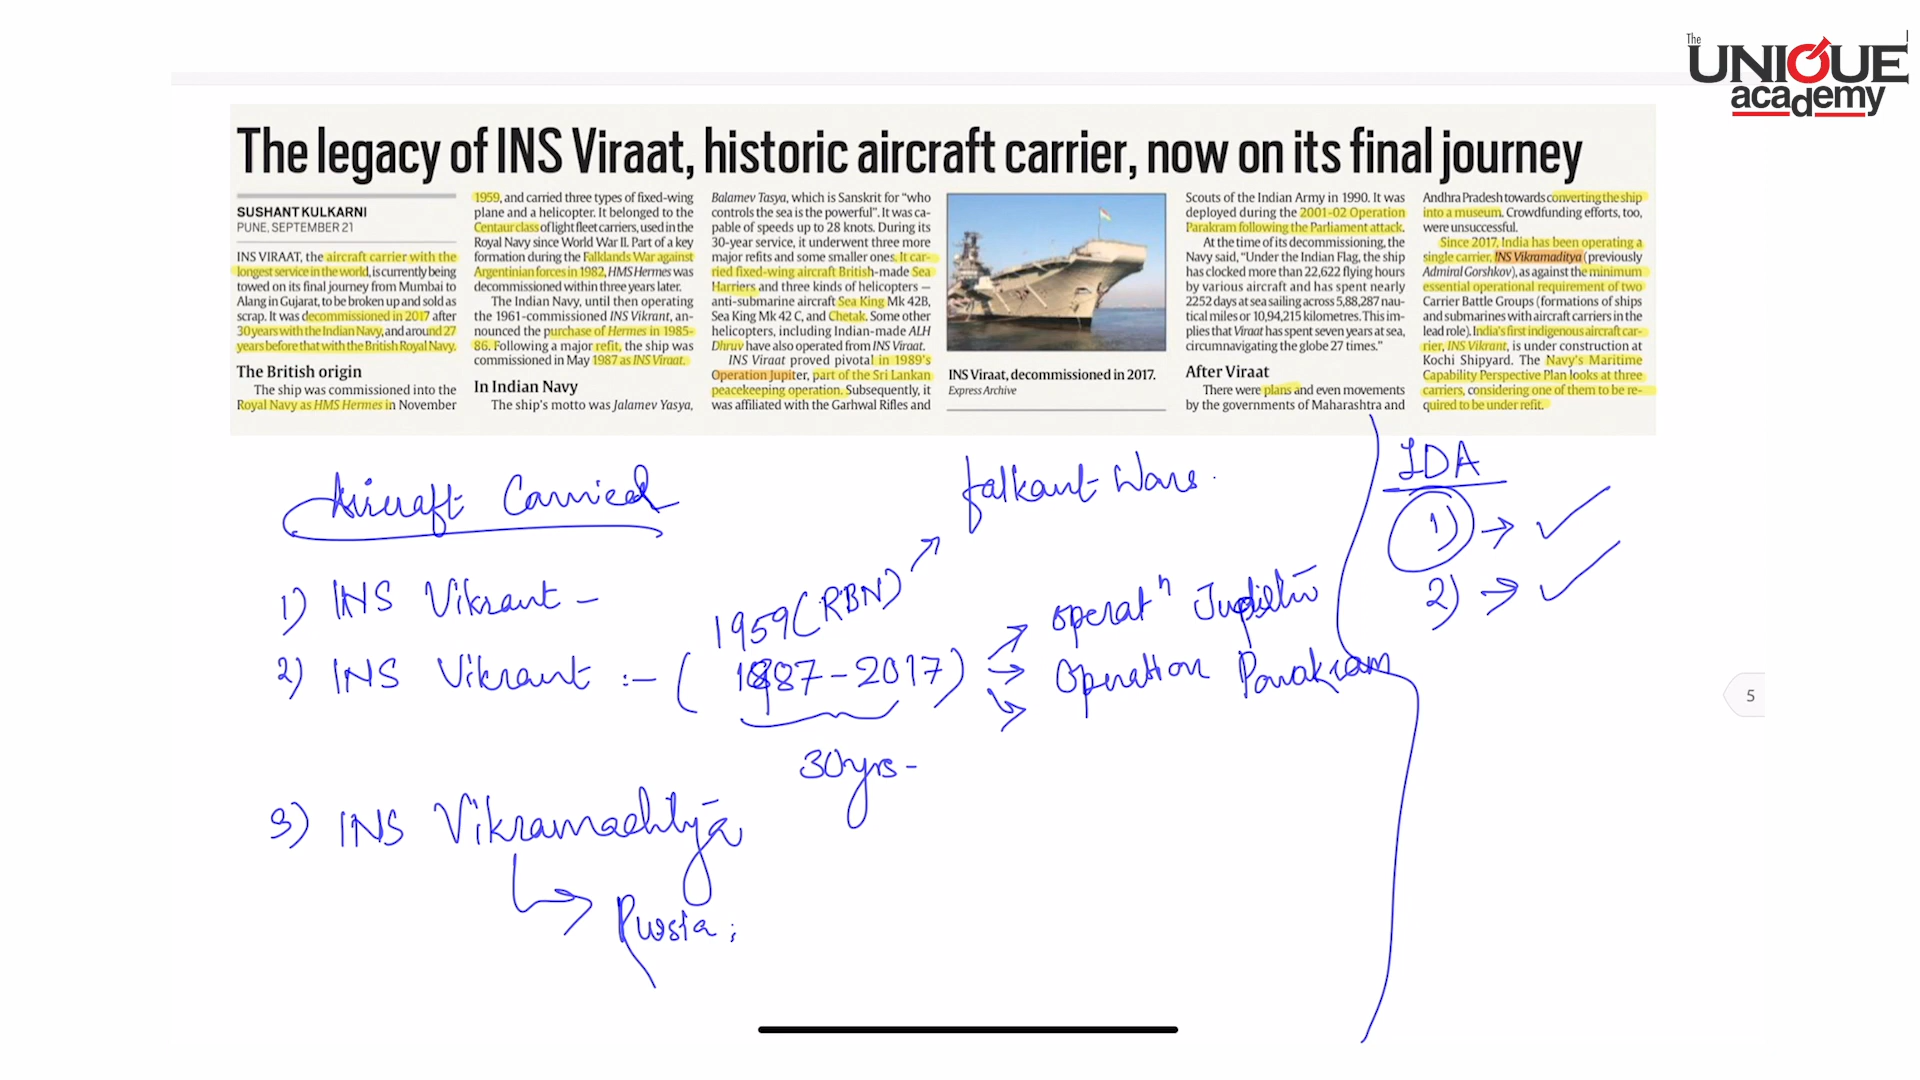 The
UNIQUE
academy
The legacy of INS Viraat, historic aircraft carrier, now on its final journey
SUSHANT KULKARNI
PUNE, SEPTEMBER 21
INS VIRAAT, the aircraft carrier with the
longest service in the world, is currently being
towed on its final journey from Mumbai to
Alang in Gujarat, to be broken up and sold as
scrap. It was decommissioned in 2017 after
30 years with the Indian Navy, and around 27
years before that with the British Royal Navy.
The British origin
The ship was commissioned into the
Royal Navy as HMS Hermes in November
1959, and carried three types of fixed-wing
plane and a helicopter. It belonged to the
Centaur class of light fleet carriers, used in the
Royal Navy since World War II. Part of a key
formation during the Falklands War against
Argentinian forces in 1982, HMS Hermes was
decommissioned within three years later.
The Indian Navy, until then operating
the 1961-commissioned INS Vikrant, an-
nounced the purchase of Hermes in 1985-
86. Following a major refit, the ship was
commissioned in May 1987 as INS Viraat.
In Indian Navy
The ship's motto was Jalamev Yasya,
Balamev Tasya, which is Sanskrit for "who
controls the sea is the powerful". It was ca-
pable of speeds up to 28 knots. During its
30-year service, it underwent three more
major refits and some smaller ones. It car-
ried fixed-wing aircraft British-made Sea
Harriers and three kinds of helicopters —
anti-submarine aircraft Sea King Mk 42B,
Sea King Mk 42 C, and Chetak. Some other
helicopters, including Indian-made ALH
Dhruv have also operated from INS Viraat.
INS Viraat proved pivotal in 1989's
Operation Jupiter, part of the Sri Lankan
peacekeeping operation. Subsequently, it
was affiliated with the Garhwal Rifles and
INS Viraat, decommissioned in 2017.
Express Archive
Scouts of the Indian Army in 1990. It was
deployed during the 2001-02 Operation
Parakram following the Parliament attack.
At the time of its decommissioning, the
Navy said, "Under the Indian Flag, the ship
has clocked more than 22,622 flying hours
by various aircraft and has spent nearly
2252 days at sea sailing across 5,88,287 nau-
tical miles or 10,94,215 kilometres. This im-
plies that Viraat has spent seven years at sea,
circumnavigating the globe 27 times."
After Viraat
There were plans and even movements
by the governments of Maharashtra and
Andhra Pradesh towards converting the ship
into a museum. Crowdfunding efforts, too,
were unsuccessful.
Since 2017, India has been operating a
single carrier, INS Vikramaditya (previously
Admiral Gorshkov), as against the minimum
essential operational requirement of two
Carrier Battle Groups (formations of ships
and submarines with aircraft carriers in the
lead role). India's first indigenous aircraft car-
rier, INS Vikrant, is under construction at
Kochi Shipyard. The Navy's Maritime
Capability Perspective Plan looks at three
carriers, considering one of them to be re-
quired to be under refit.
Aircraft Carried
falkant Wars.
1) INS Vikrant –
1959 (RBN)
2) INS Vikrant :– ( 1987 – 2017 )
operatⁿ
Operation Parakram
30 yrs –
3) INS
Russia
IDA
1) → ✓
2) → ✓
5